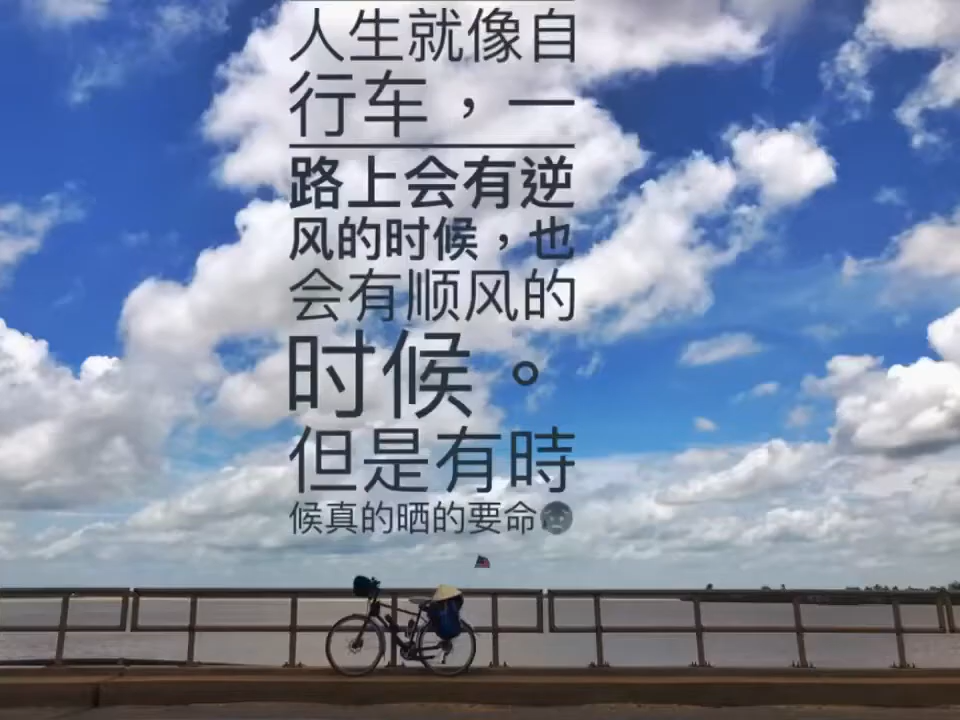 人生就像自
行车，一
路上会有逆
风的时候，也
会有顺风的
时候。
但是有時
候真的晒的要命😥